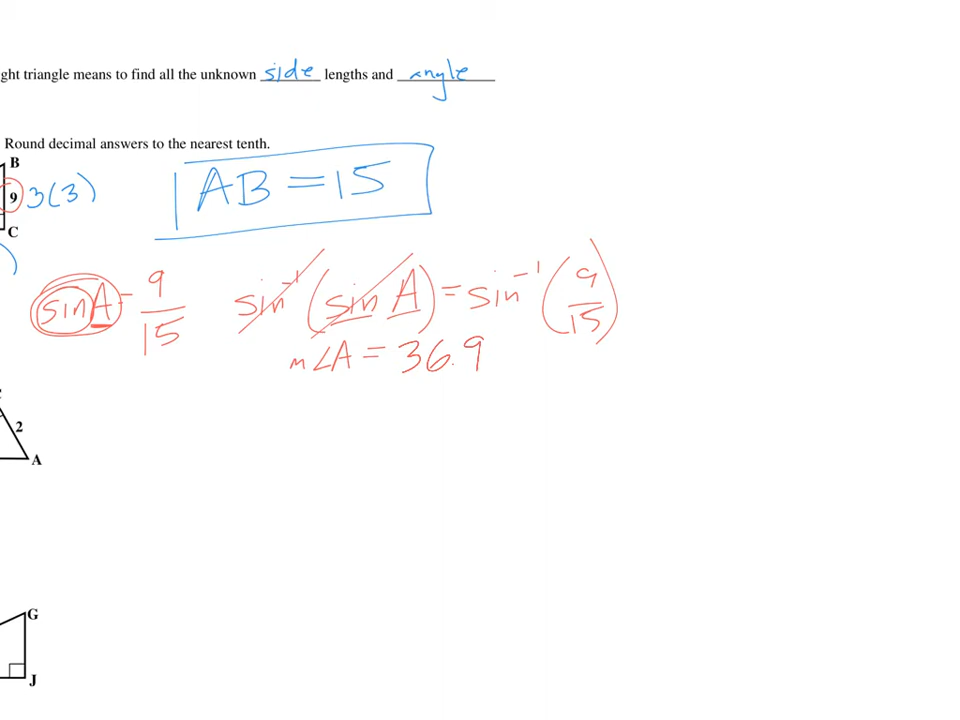 ght triangle means to find all the unknown side lengths and angle
Round decimal answers to the nearest tenth.
B
9 3(3)
AB = 15
C
)
sin A = 9/15 sin⁻¹(sin A) = sin⁻¹(9/15)
m∠A = 36.9
2
A
G
J